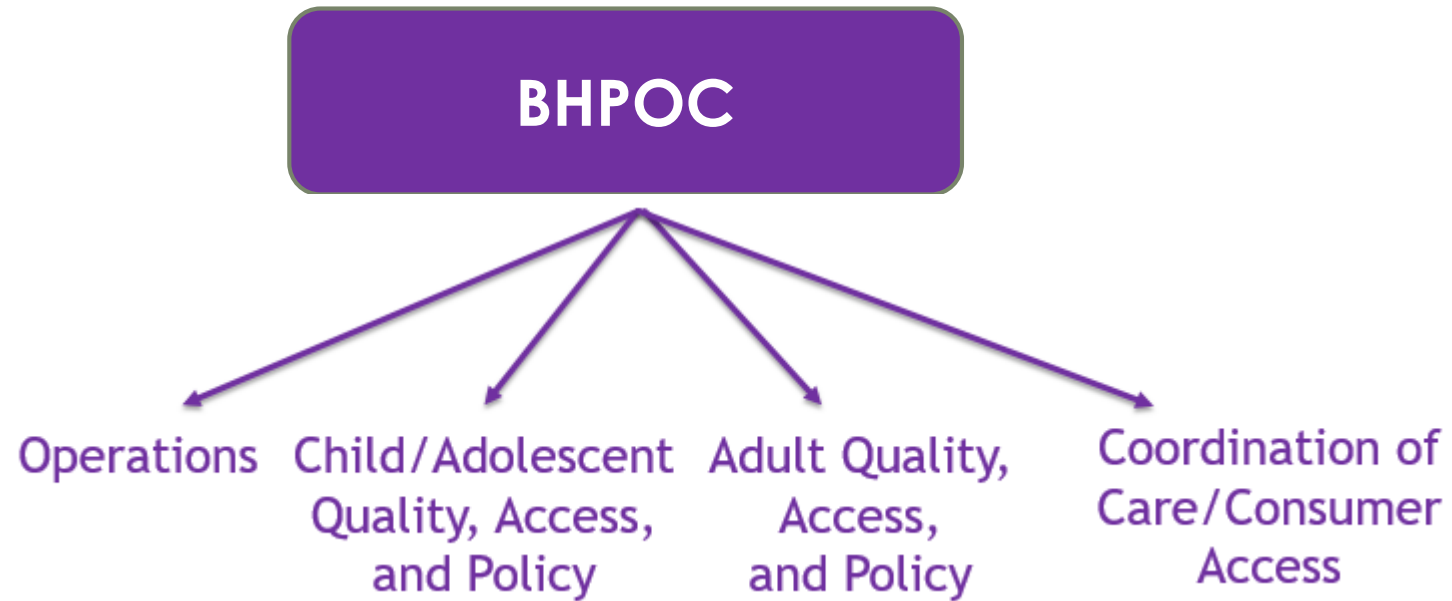 BHPOC
Operations
Child/Adolescent
Quality, Access,
and Policy
Adult Quality,
Access,
and Policy
Coordination of
Care/Consumer
Access